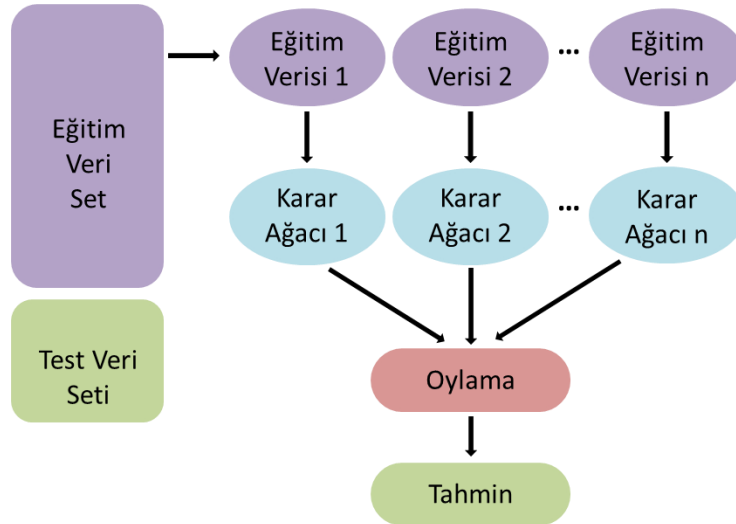 Eğitim
Veri
Set
Test Veri
Seti
Eğitim
Verisi 1
Eğitim
Verisi 2
...
Eğitim
Verisi n
Karar
Ağacı 1
Karar
Ağacı 2
...
Karar
Ağacı n
Oylama
Tahmin